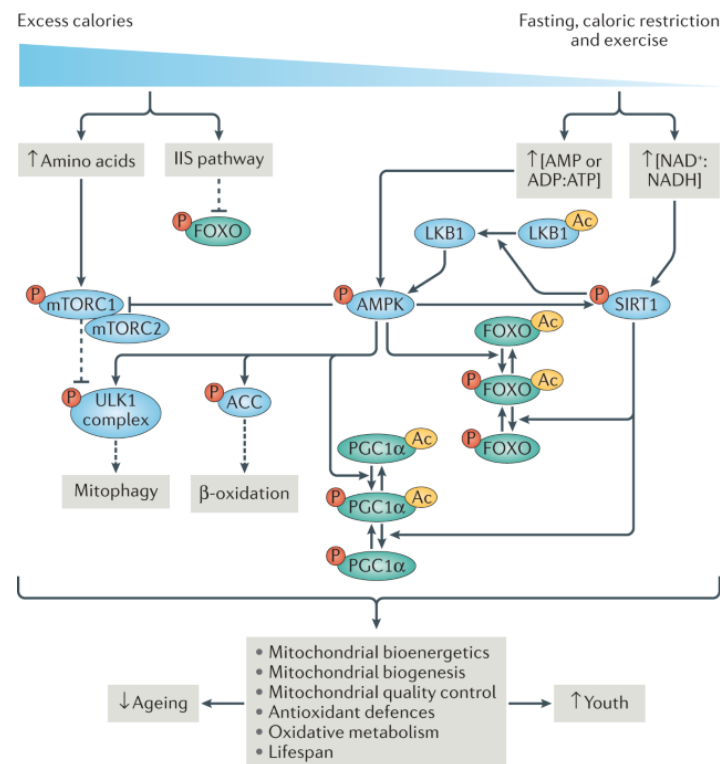 Excess calories
Fasting, caloric restriction
and exercise
↑Amino acids
IIS pathway
↑[AMP or
ADP:ATP]
↑[NAD⁺:
NADH]
P
FOXO
LKB1
LKB1
Ac
P
mTORC1
mTORC2
P
AMPK
P
SIRT1
FOXO
Ac
P
FOXO
Ac
P
FOXO
P
ULK1
complex
P
ACC
Mitophagy
β-oxidation
PGC1α
Ac
P
PGC1α
Ac
P
PGC1α
• Mitochondrial bioenergetics
• Mitochondrial biogenesis
• Mitochondrial quality control
• Antioxidant defences
• Oxidative metabolism
• Lifespan
↓Ageing
↑Youth